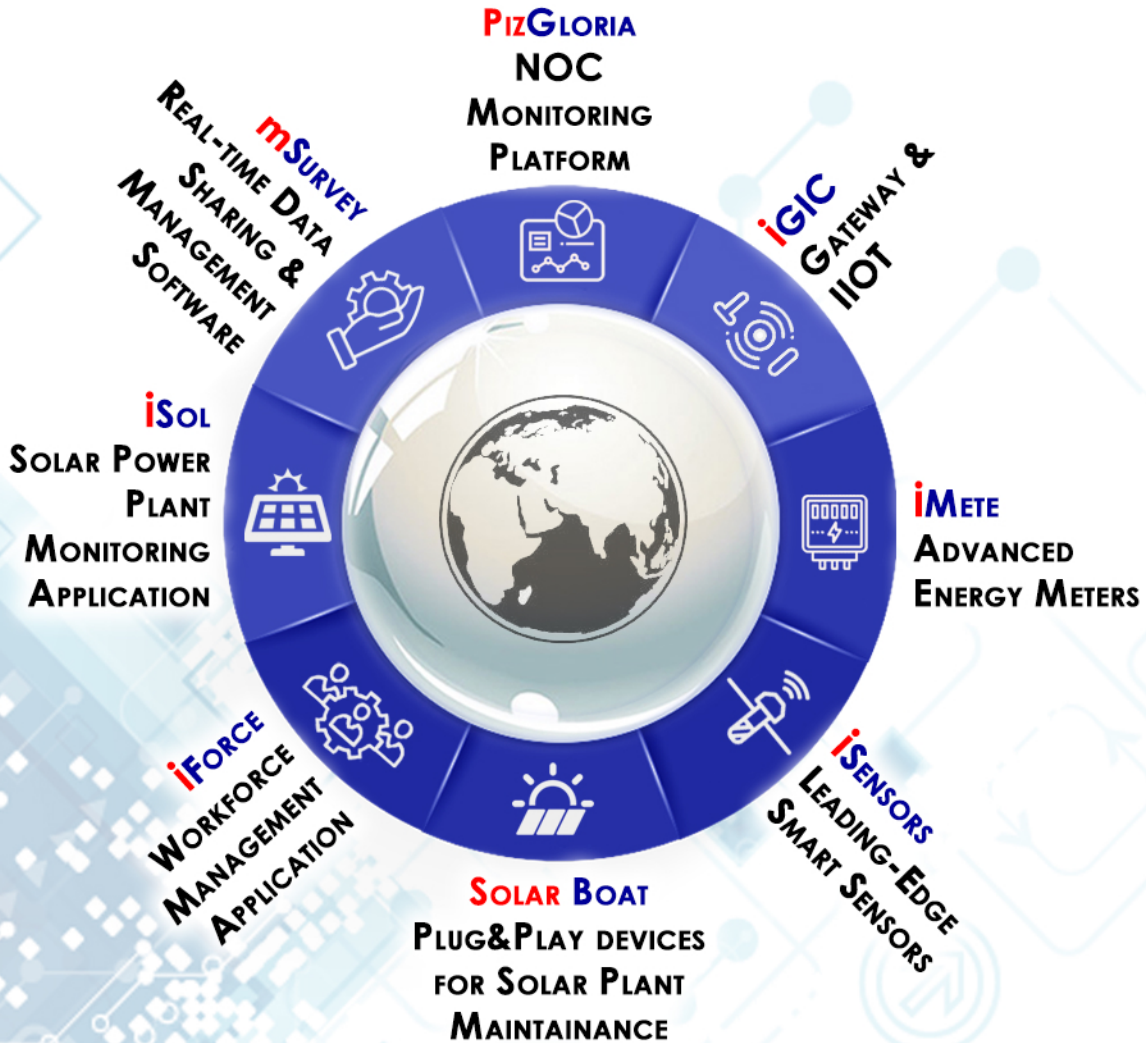 PizGloria
NOC
Monitoring
Platform
iGIC
Gateway &
IIOT
iMete
Advanced
Energy Meters
iSensors
Leading-Edge
Smart Sensors
Solar Boat
Plug&Play devices
for Solar Plant
Maintainance
iForce
Workforce
Management
Application
iSol
Solar Power
Plant
Monitoring
Application
mSurvey
Real-time Data
Sharing &
Management
Software